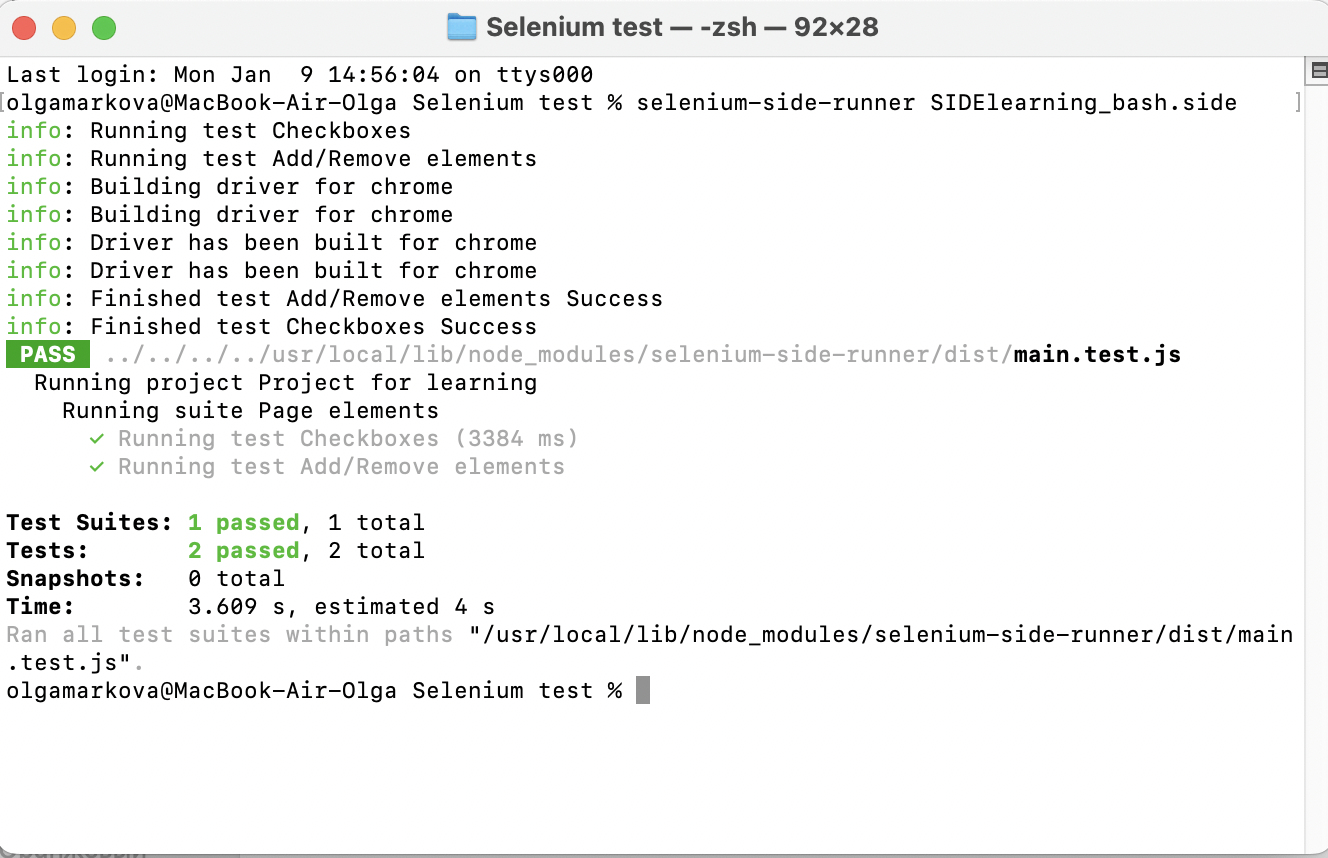 Selenium test — -zsh — 92×28
Last login: Mon Jan  9 14:56:04 on ttys000
[olgamarkova@MacBook-Air-Olga Selenium test % selenium-side-runner SIDElearning_bash.side ]
info: Running test Checkboxes
info: Running test Add/Remove elements
info: Building driver for chrome
info: Building driver for chrome
info: Driver has been built for chrome
info: Driver has been built for chrome
info: Finished test Add/Remove elements Success
info: Finished test Checkboxes Success
PASS ../../../../usr/local/lib/node_modules/selenium-side-runner/dist/main.test.js
Running project Project for learning
Running suite Page elements
✓ Running test Checkboxes (3384 ms)
✓ Running test Add/Remove elements
Test Suites: 1 passed, 1 total
Tests: 2 passed, 2 total
Snapshots: 0 total
Time: 3.609 s, estimated 4 s
Ran all test suites within paths "/usr/local/lib/node_modules/selenium-side-runner/dist/main
.test.js".
olgamarkova@MacBook-Air-Olga Selenium test %